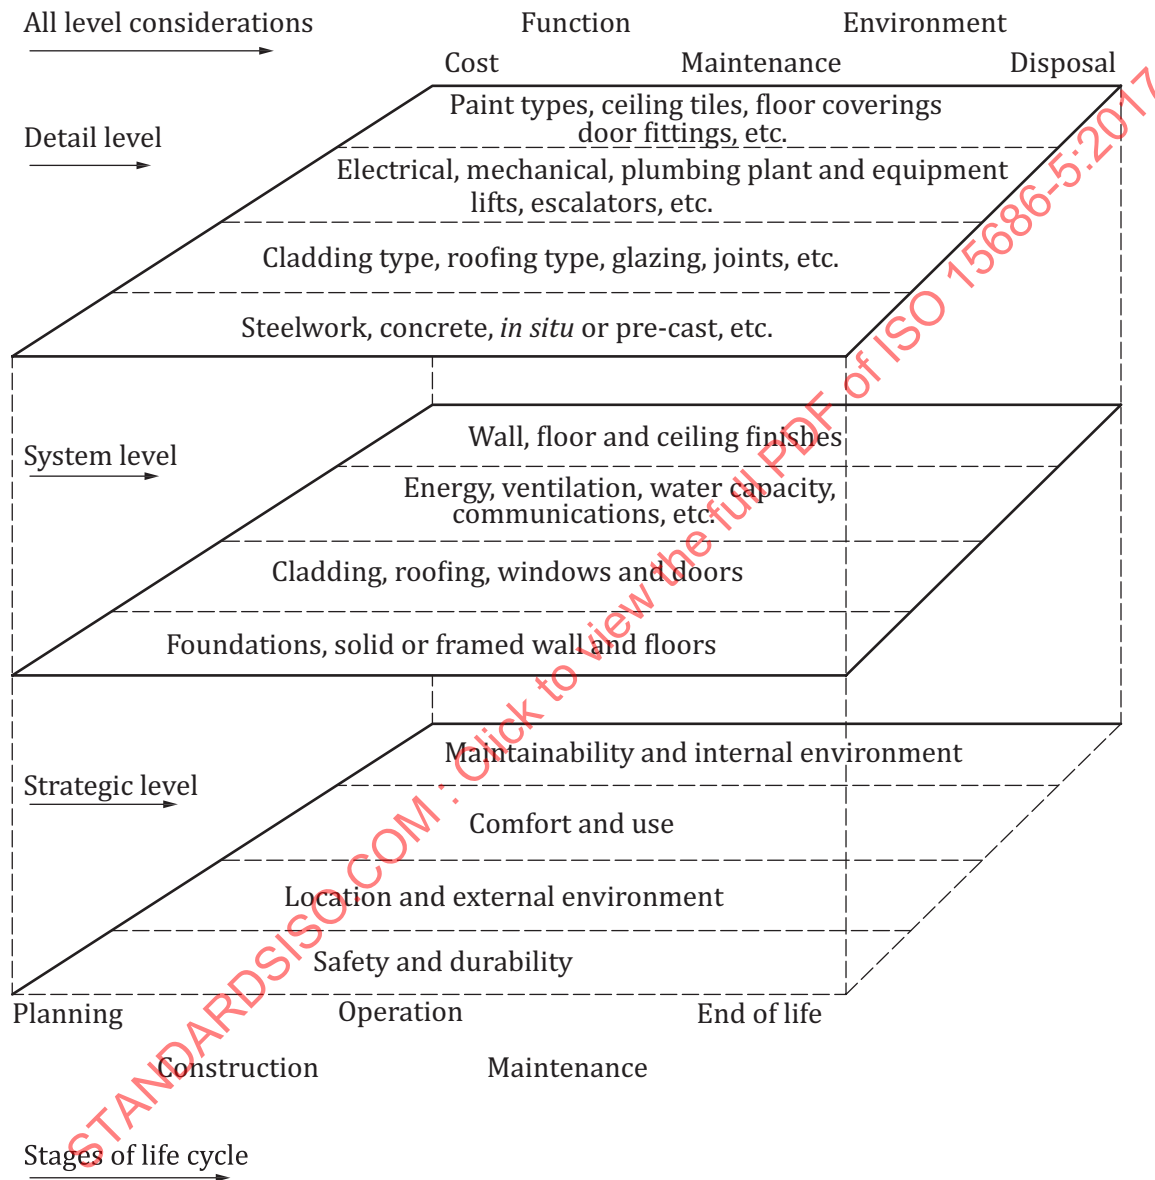 All level considerations
Function
Environment
Cost
Maintenance
Disposal
Detail level
Paint types, ceiling tiles, floor coverings
door fittings, etc.
Electrical, mechanical, plumbing plant and equipment
lifts, escalators, etc.
Cladding type, roofing type, glazing, joints, etc.
Steelwork, concrete, in situ or pre-cast, etc.
System level
Wall, floor and ceiling finishes
Energy, ventilation, water capacity,
communications, etc.
Cladding, roofing, windows and doors
Foundations, solid or framed wall and floors
Strategic level
Maintainability and internal environment
Comfort and use
Location and external environment
Safety and durability
Planning
Operation
End of life
Construction
Maintenance
Stages of life cycle
STANDARDSISO.COM : Click to view the full PDF of ISO 15686-5:2017